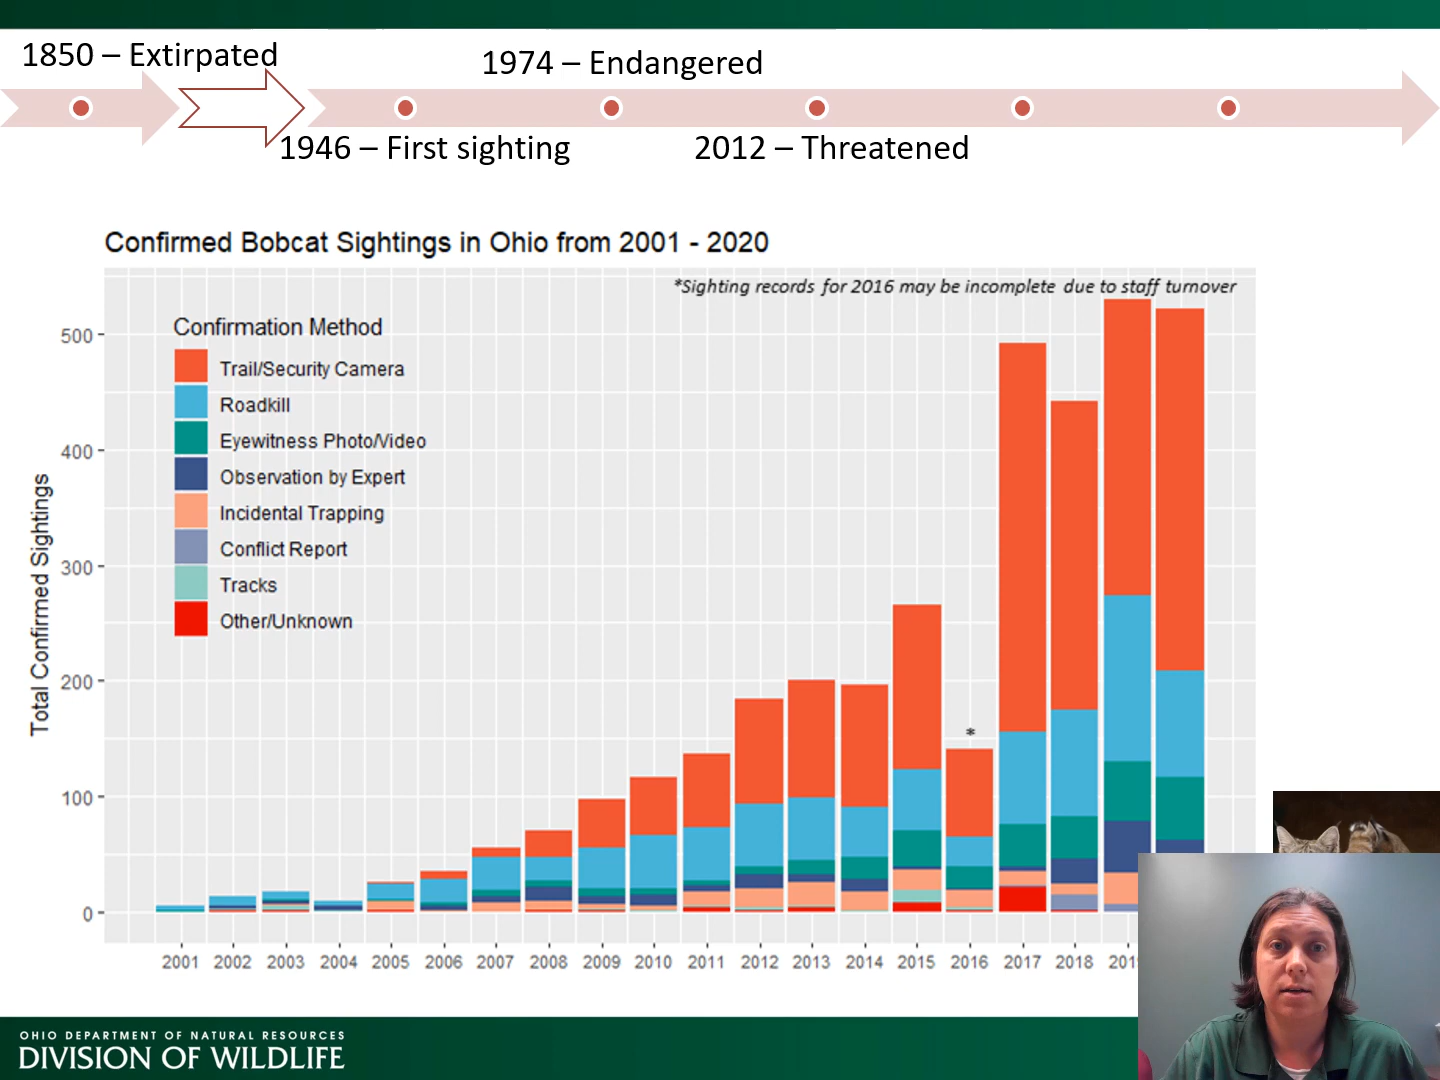 1850 – Extirpated
1974 – Endangered
1946 – First sighting
2012 – Threatened
Confirmed Bobcat Sightings in Ohio from 2001 - 2020
*Sighting records for 2016 may be incomplete due to staff turnover
Confirmation Method
Trail/Security Camera
Roadkill
Eyewitness Photo/Video
Observation by Expert
Incidental Trapping
Conflict Report
Tracks
Other/Unknown
Total Confirmed Sightings
500
400
300
200
100
0
*
2001 2002 2003 2004 2005 2006 2007 2008 2009 2010 2011 2012 2013 2014 2015 2016 2017 2018
OHIO DEPARTMENT OF NATURAL RESOURCES
DIVISION OF WILDLIFE